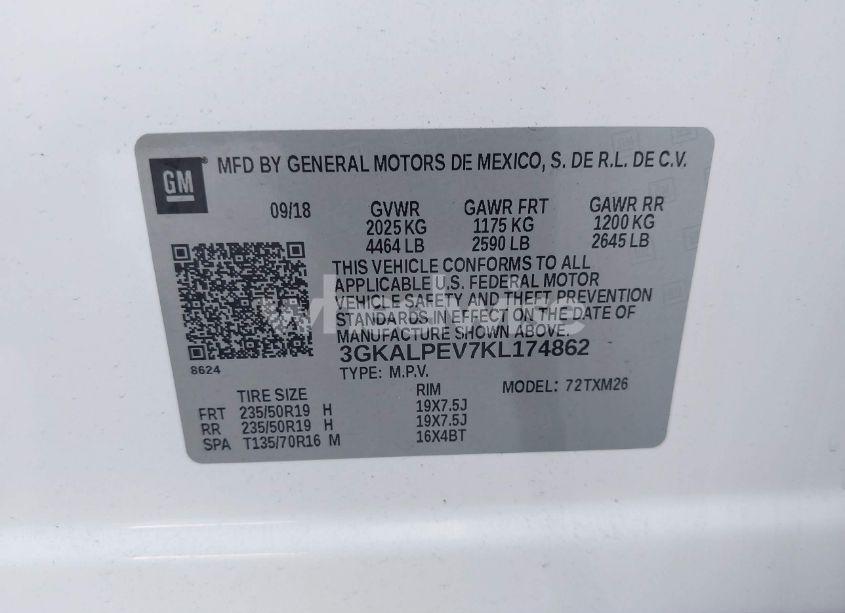 GM ® MFD BY GENERAL MOTORS DE MEXICO, S. DE R.L. DE C.V.
09/18 GVWR GAWR FRT GAWR RR
2025 KG 1175 KG 1200 KG
4464 LB 2590 LB 2645 LB
THIS VEHICLE CONFORMS TO ALL
APPLICABLE U.S. FEDERAL MOTOR
VEHICLE SAFETY AND THEFT PREVENTION
STANDARDS IN EFFECT ON THE DATE OF
MANUFACTURE SHOWN ABOVE.
3GKALPEV7KL174862
8624
TYPE: M.P.V. MODEL: 72TXM26
TIRE SIZE RIM
FRT 235/50R19 H 19X7.5J
RR 235/50R19 H 19X7.5J
SPA T135/70R16 M 16X4BT